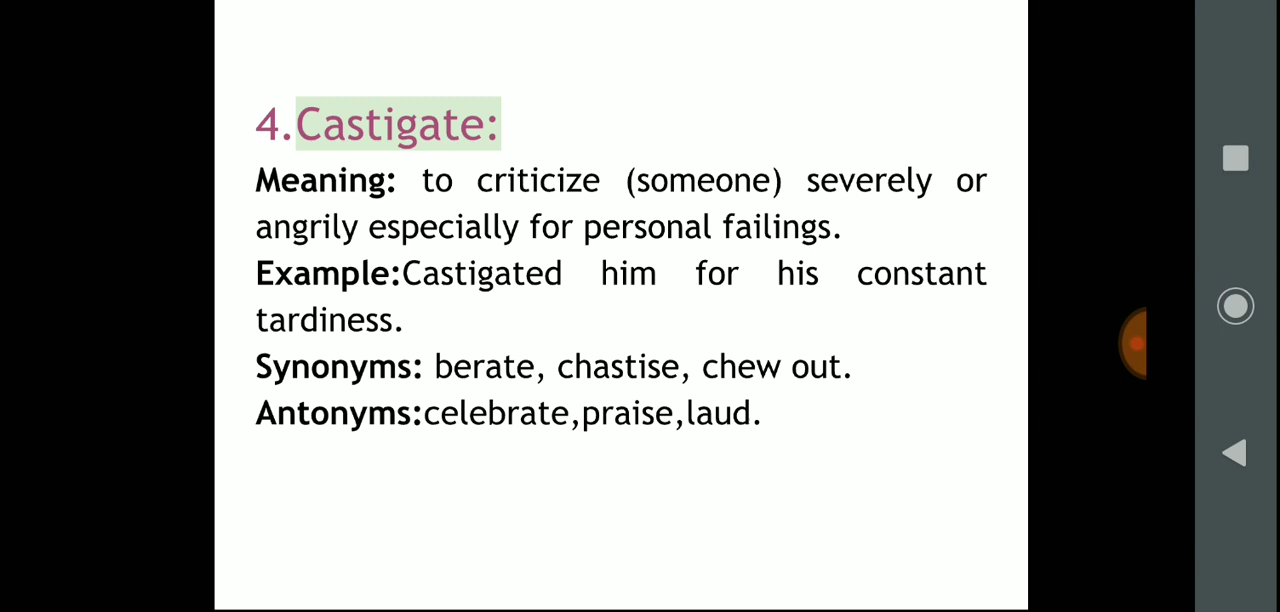 4.Castigate:
Meaning: to criticize (someone) severely or
angrily especially for personal failings.
Example:Castigated him for his constant
tardiness.
Synonyms: berate, chastise, chew out.
Antonyms:celebrate,praise,laud.